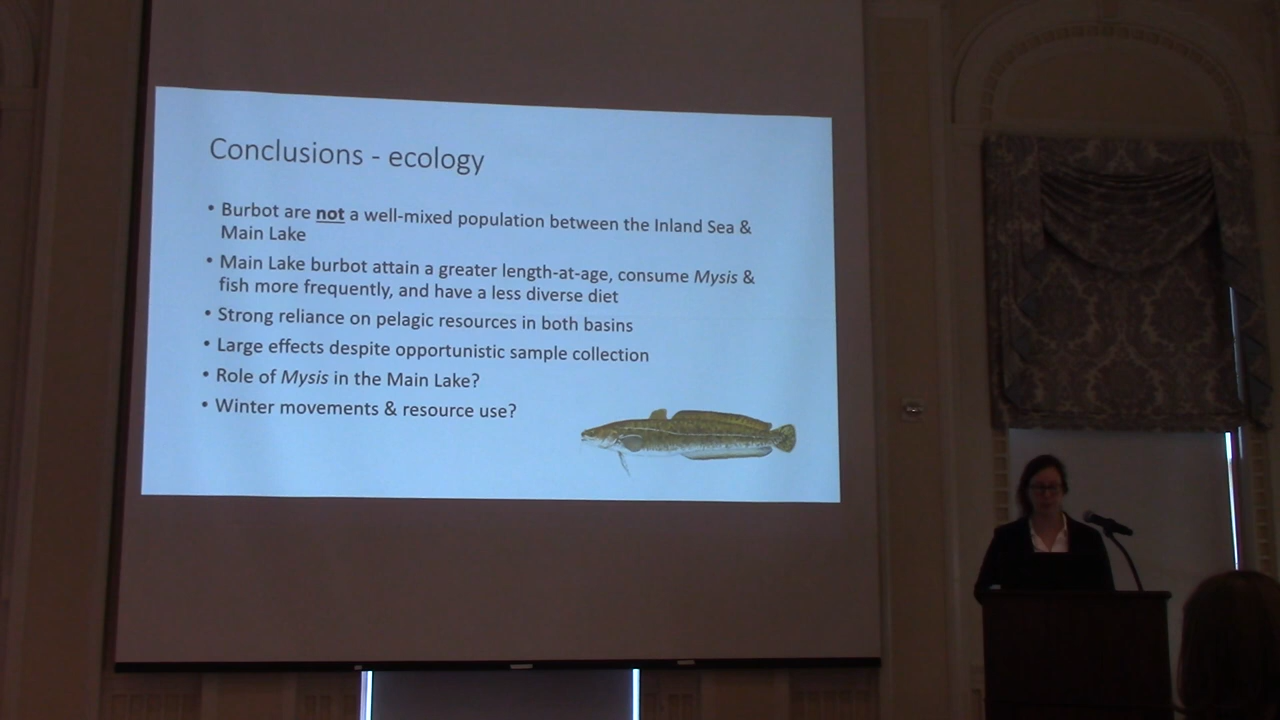 Conclusions - ecology
• Burbot are not a well-mixed population between the Inland Sea &
Main Lake
• Main Lake burbot attain a greater length-at-age, consume Mysis &
fish more frequently, and have a less diverse diet
• Strong reliance on pelagic resources in both basins
• Large effects despite opportunistic sample collection
• Role of Mysis in the Main Lake?
• Winter movements & resource use?